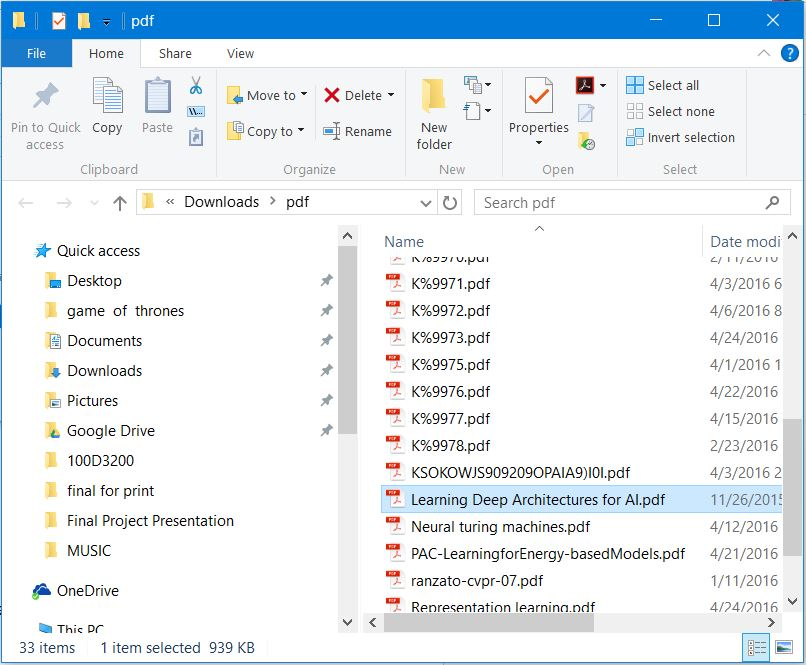 pdf
File Home Share View
Pin to Quick access
Copy
Paste
Move to
Copy to
Delete
Rename
New folder
Properties
Select all
Select none
Invert selection
Clipboard
Organize
New
Open
Select
« Downloads > pdf
Search pdf
Quick access
Desktop
game of thrones
Documents
Downloads
Pictures
Google Drive
100D3200
final for print
Final Project Presentation
MUSIC
OneDrive
This PC
Name Date modi
K%9970.pdf 2/11/2016
K%9971.pdf 4/3/2016 6
K%9972.pdf 4/6/2016 8
K%9973.pdf 4/24/2016
K%9975.pdf 4/1/2016 1
K%9976.pdf 4/22/2016
K%9977.pdf 4/15/2016
K%9978.pdf 2/23/2016
KSOKOWJS909209OPAIA9)I0I.pdf 4/3/2016 2
Learning Deep Architectures for AI.pdf 11/26/2015
Neural turing machines.pdf 4/12/2016
PAC-LearningforEnergy-basedModels.pdf 4/21/2016
ranzato-cvpr-07.pdf 1/11/2016
Representation learning.pdf 4/24/2016
33 items 1 item selected 939 KB